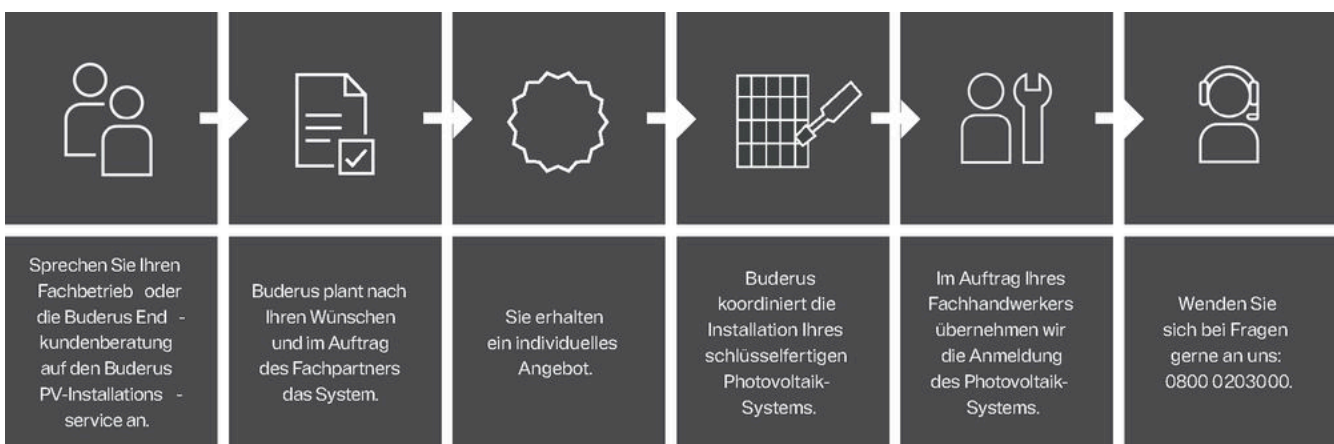 Sprechen Sie Ihren
Fachbetrieb oder
die Buderus End -
kundenberatung
auf den Buderus
PV-Installations -
service an.
Buderus plant nach
Ihren Wünschen
und im Auftrag
des Fachpartners
das System.
Sie erhalten
ein individuelles
Angebot.
Buderus
koordiniert die
Installation Ihres
schlüsselfertigen
Photovoltaik-
Systems.
Im Auftrag Ihres
Fachhandwerkers
übernehmen wir
die Anmeldung
des Photovoltaik-
Systems.
Wenden Sie
sich bei Fragen
gerne an uns:
0800 0203000.